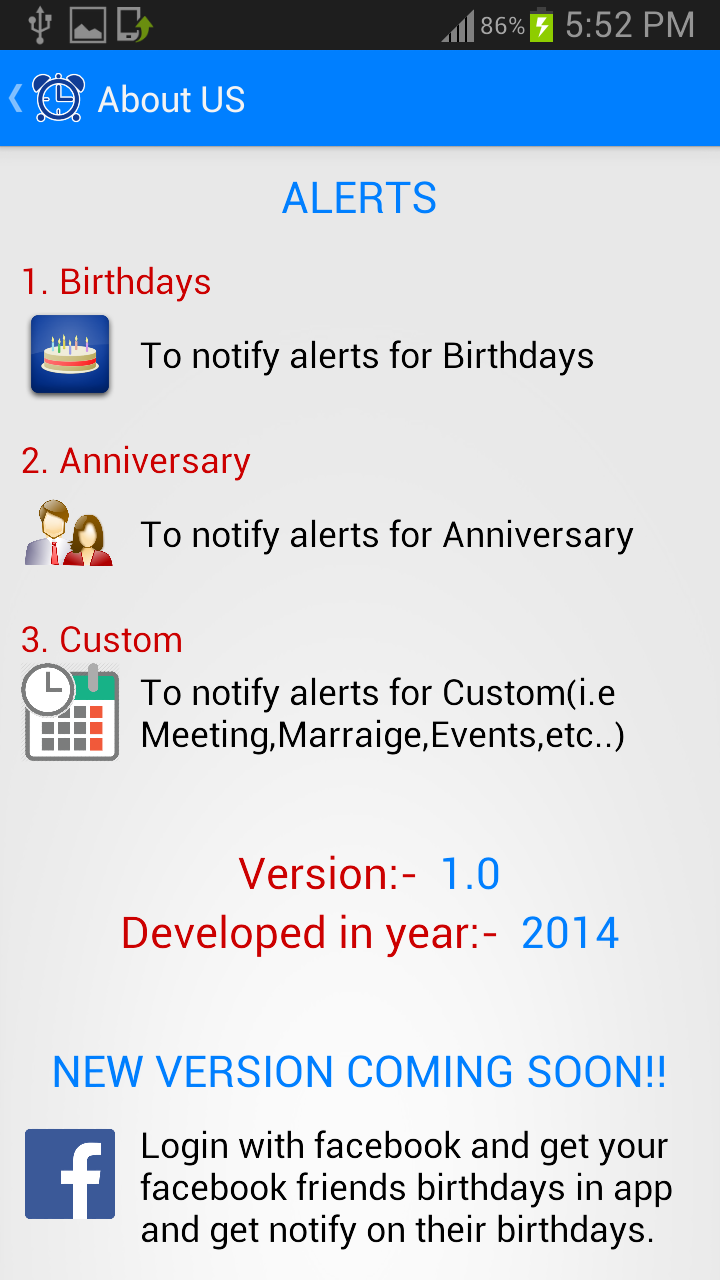 86% 5:52 PM
About US
ALERTS
1. Birthdays
To notify alerts for Birthdays
2. Anniversary
To notify alerts for Anniversary
3. Custom
To notify alerts for Custom(i.e
Meeting,Marraige,Events,etc..)
Version:- 1.0
Developed in year:- 2014
NEW VERSION COMING SOON!!
Login with facebook and get your
facebook friends birthdays in app
and get notify on their birthdays.